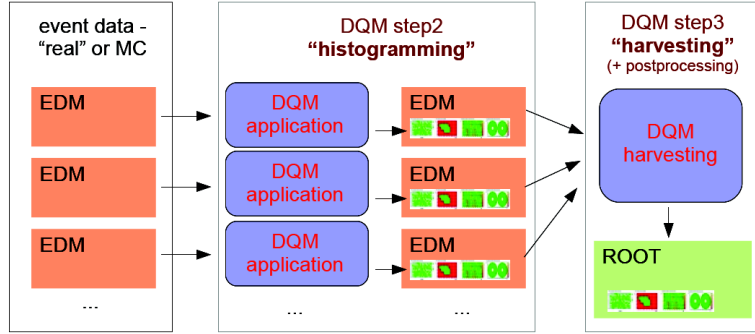 event data -
“real” or MC
EDM
EDM
EDM
...
DQM step2
“histogramming”
DQM
application
EDM
DQM
application
EDM
DQM
application
EDM
...
...
DQM step3
“harvesting”
(+ postprocessing)
DQM
harvesting
ROOT